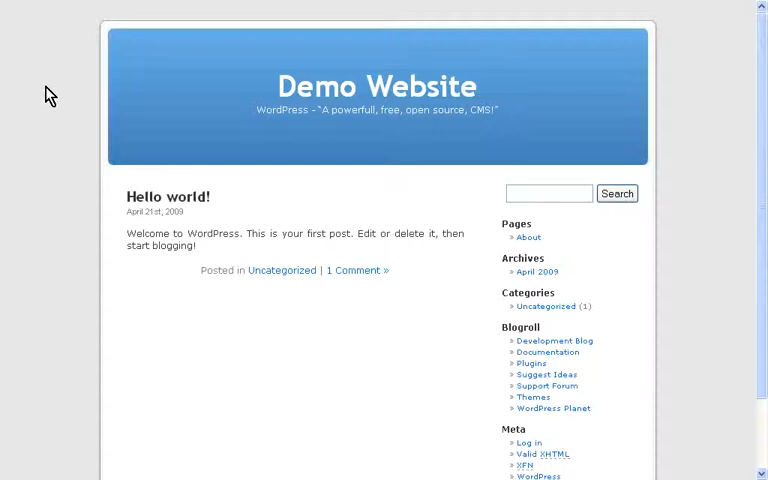 Demo Website
WordPress - "A powerfull, free, open source, CMS!"
Hello world!
April 21st, 2009
Welcome to WordPress. This is your first post. Edit or delete it, then
start blogging!
Posted in Uncategorized | 1 Comment »
Search
Pages
» About
Archives
» April 2009
Categories
» Uncategorized (1)
Blogroll
» Development Blog
» Documentation
» Plugins
» Suggest Ideas
» Support Forum
» Themes
» WordPress Planet
Meta
» Log in
» Valid XHTML
» XFN
» WordPress